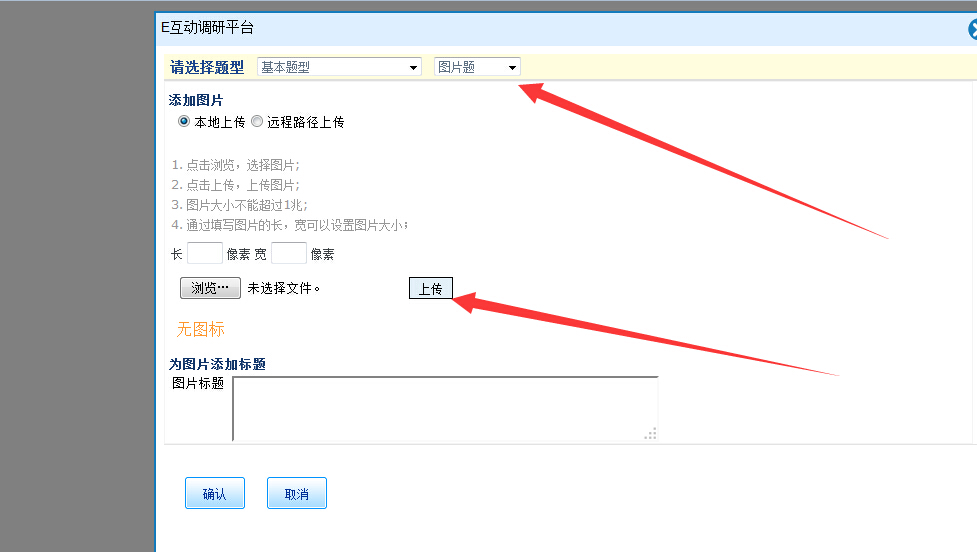 E互动调研平台
请选择题型 基本题型 图片题
添加图片
本地上传 远程路径上传
1. 点击浏览，选择图片;
2. 点击上传，上传图片;
3. 图片大小不能超过1兆;
4. 通过填写图片的长，宽可以设置图片大小;
长 像素 宽 像素
浏览… 未选择文件。 上传
无图标
为图片添加标题
图片标题
确认 取消